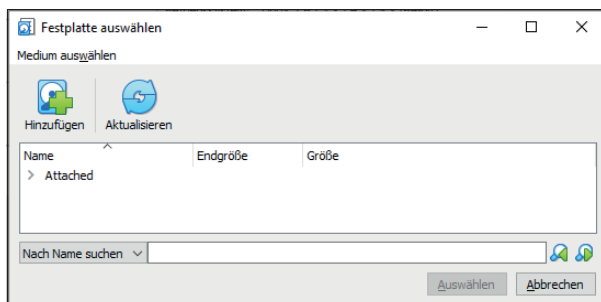 Festplatte auswählen
Medium auswählen
Hinzufügen Aktualisieren
Name Endgröße Größe
Attached
Nach Name suchen
Auswählen Abbrechen